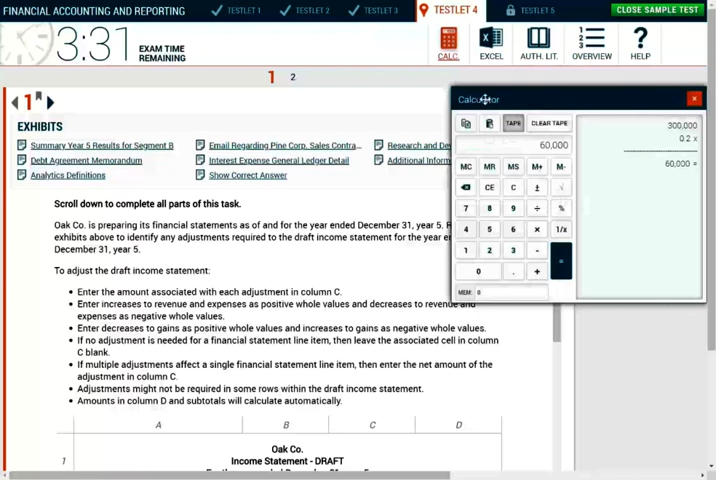 FINANCIAL ACCOUNTING AND REPORTING
TESTLET 1
TESTLET 2
TESTLET 3
TESTLET 4
TESTLET 5
CLOSE SAMPLE TEST
3:31
EXAM TIME
REMAINING
CALC.
EXCEL
AUTH. LIT.
OVERVIEW
HELP
1 2
1
EXHIBITS
Summary Year 5 Results for Segment B
Email Regarding Pine Corp. Sales Contra...
Research and Dev
Debt Agreement Memorandum
Interest Expense General Ledger Detail
Additional Inform
Analytics Definitions
Show Correct Answer
Calculator
TAPE
CLEAR TAPE
60,000
MC MR MS M+ M-
CE C ± √
7 8 9 ÷ %
4 5 6 × 1/x
1 2 3 - =
0 . +
MEM: 0
300,000
0.2 x
60,000 =
Scroll down to complete all parts of this task.
Oak Co. is preparing its financial statements as of and for the year ended December 31, year 5.
exhibits above to identify any adjustments required to the draft income statement for the year en
December 31, year 5.
To adjust the draft income statement:
• Enter the amount associated with each adjustment in column C.
• Enter increases to revenue and expenses as positive whole values and decreases to revenue and
expenses as negative whole values.
• Enter decreases to gains as positive whole values and increases to gains as negative whole values.
• If no adjustment is needed for a financial statement line item, then leave the associated cell in column
C blank.
• If multiple adjustments affect a single financial statement line item, then enter the net amount of the
adjustment in column C.
• Adjustments might not be required in some rows within the draft income statement.
• Amounts in column D and subtotals will calculate automatically.
A B C D
Oak Co.
1 Income Statement - DRAFT